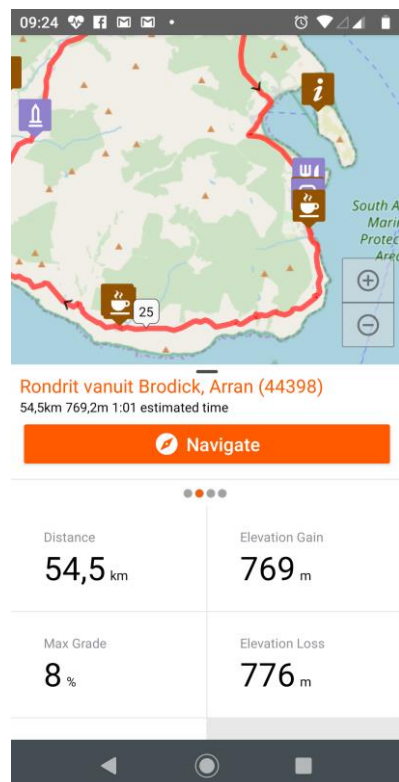 09:24
South A
Marin
Protec
Area
25
Rondrit vanuit Brodick, Arran (44398)
54,5km 769,2m 1:01 estimated time
Navigate
Distance
Elevation Gain
54,5 km
769 m
Max Grade
Elevation Loss
8 %
776 m